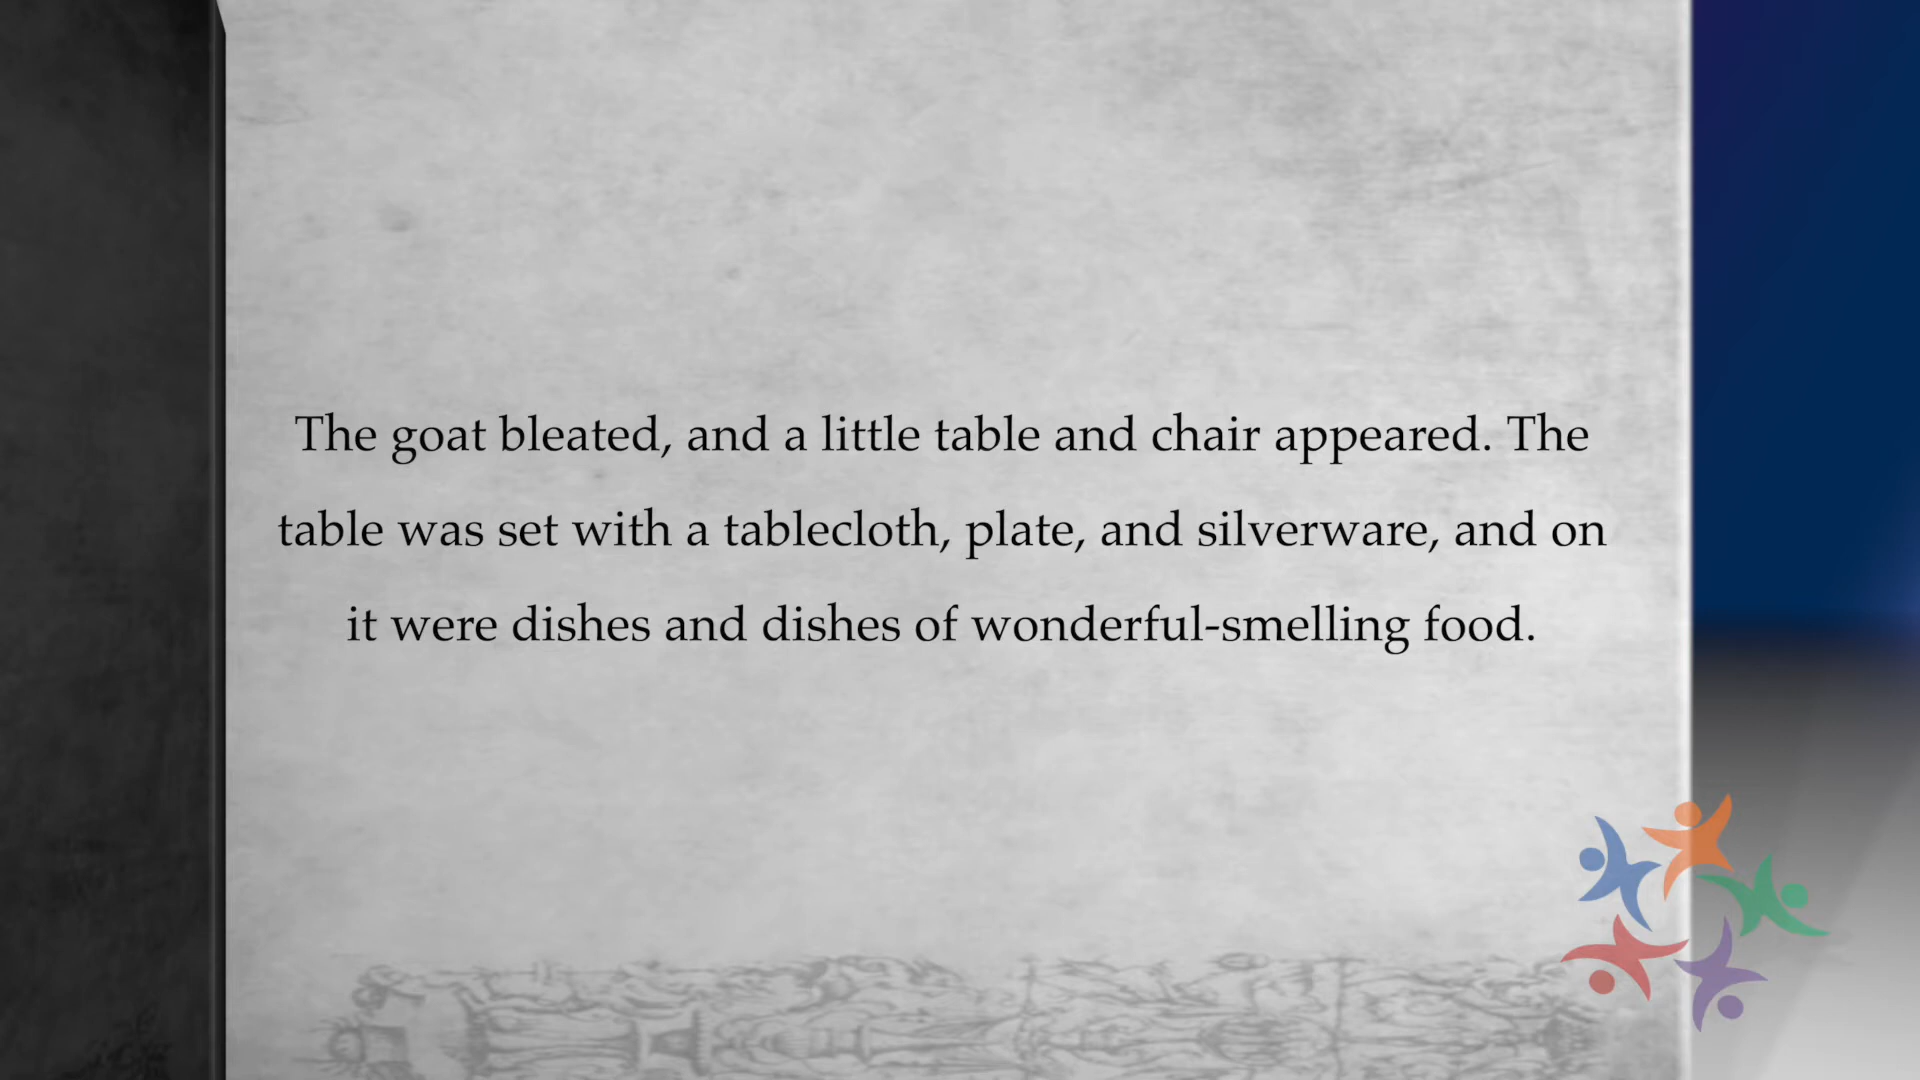 The goat bleated, and a little table and chair appeared. The
table was set with a tablecloth, plate, and silverware, and on
it were dishes and dishes of wonderful-smelling food.